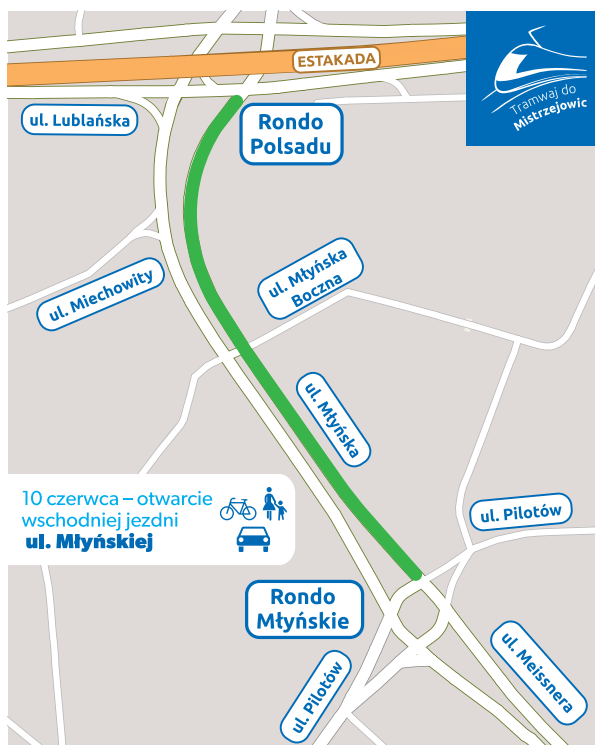 ESTAKADA
Tramwaj do
Mistrzejowic
ul. Lublańska
Rondo
Polsadu
ul. Miechowity
ul. Młyńska
Boczna
ul. Młyńska
10 czerwca – otwarcie
wschodniej jezdni
ul. Młyńskiej
ul. Pilotów
Rondo
Młyńskie
ul. Pilotów
ul. Meissnera